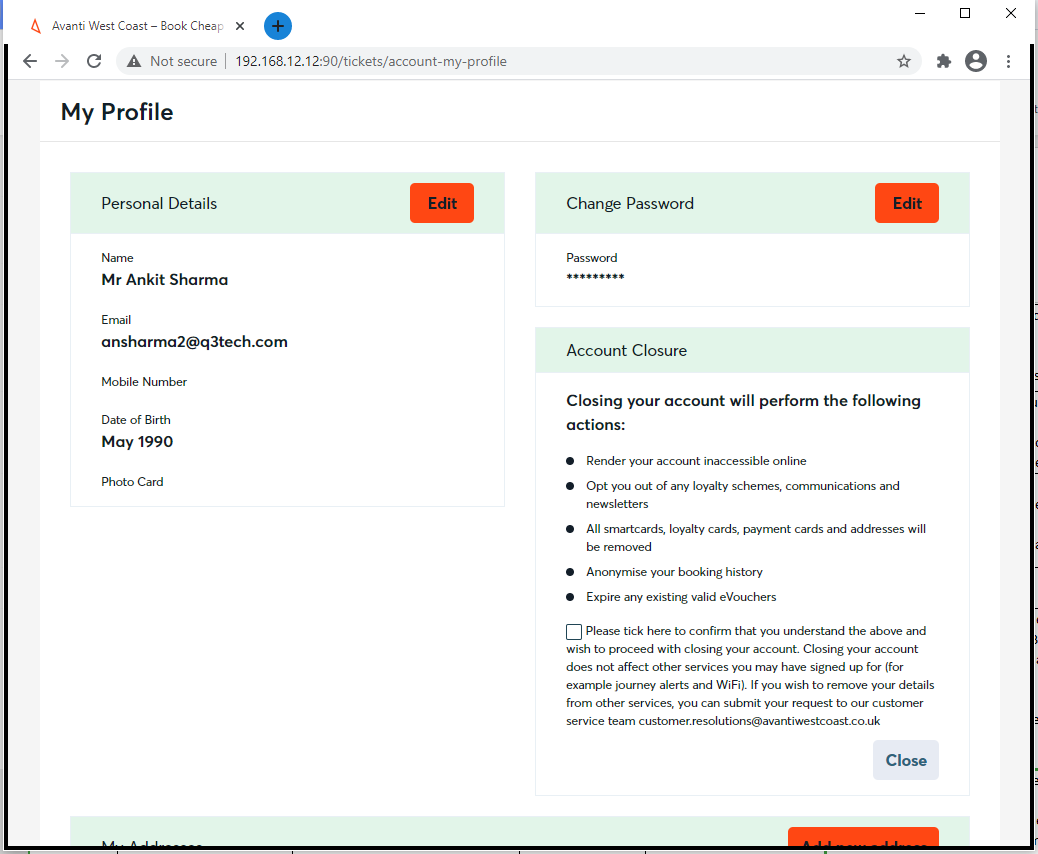 Avanti West Coast – Book Cheap
Not secure
192.168.12.12:90/tickets/account-my-profile
My Profile
Personal Details
Edit
Name
Mr Ankit Sharma
Email
ansharma2@q3tech.com
Mobile Number
Date of Birth
May 1990
Photo Card
Change Password
Edit
Password
*********
Account Closure
Closing your account will perform the following
actions:
Render your account inaccessible online
Opt you out of any loyalty schemes, communications and
newsletters
All smartcards, loyalty cards, payment cards and addresses will
be removed
Anonymise your booking history
Expire any existing valid eVouchers
Please tick here to confirm that you understand the above and
wish to proceed with closing your account. Closing your account
does not affect other services you may have signed up for (for
example journey alerts and WiFi). If you wish to remove your details
from other services, you can submit your request to our customer
service team customer.resolutions@avantiwestcoast.co.uk
Close
My Addresses
Add new address